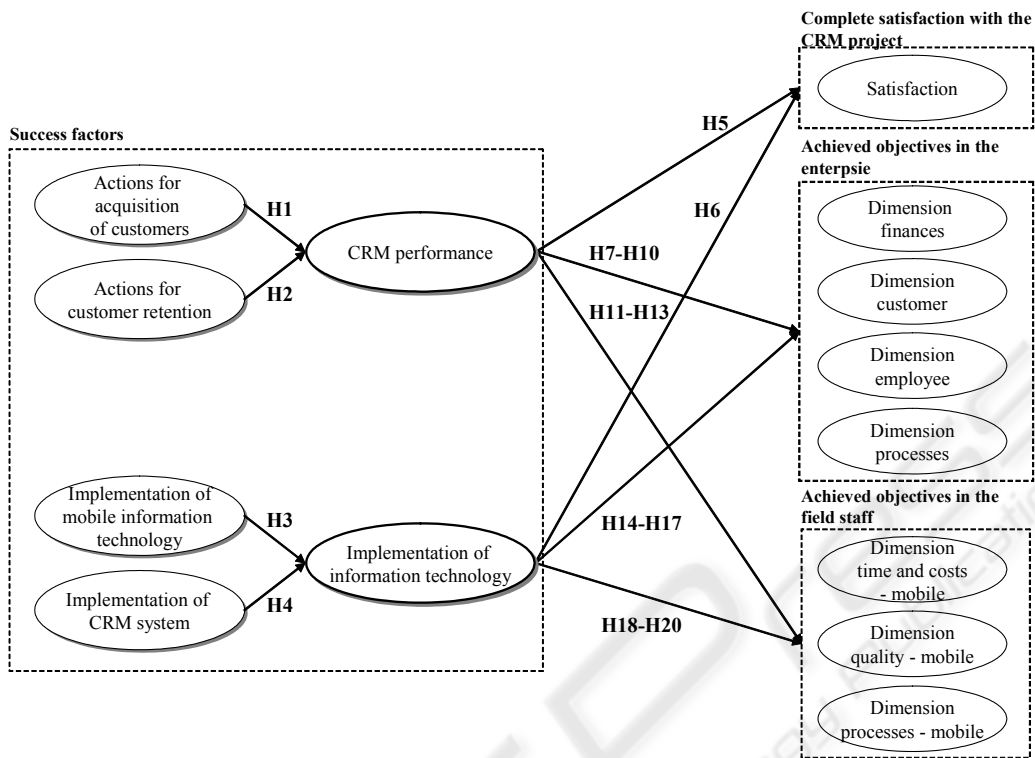 Complete satisfaction with the
CRM project
Satisfaction
Success factors
Actions for
acquisition
of customers
H1
Actions for
customer retention
H2
CRM performance
Implementation of
mobile information
technology
H3
Implementation of
CRM system
H4
Implementation of
information technology
H5
H6
H7-H10
H11-H13
H14-H17
H18-H20
Achieved objectives in the
enterpsie
Dimension
finances
Dimension
customer
Dimension
employee
Dimension
processes
Achieved objectives in the
field staff
Dimension
time and costs
- mobile
Dimension
quality - mobile
Dimension
processes - mobile